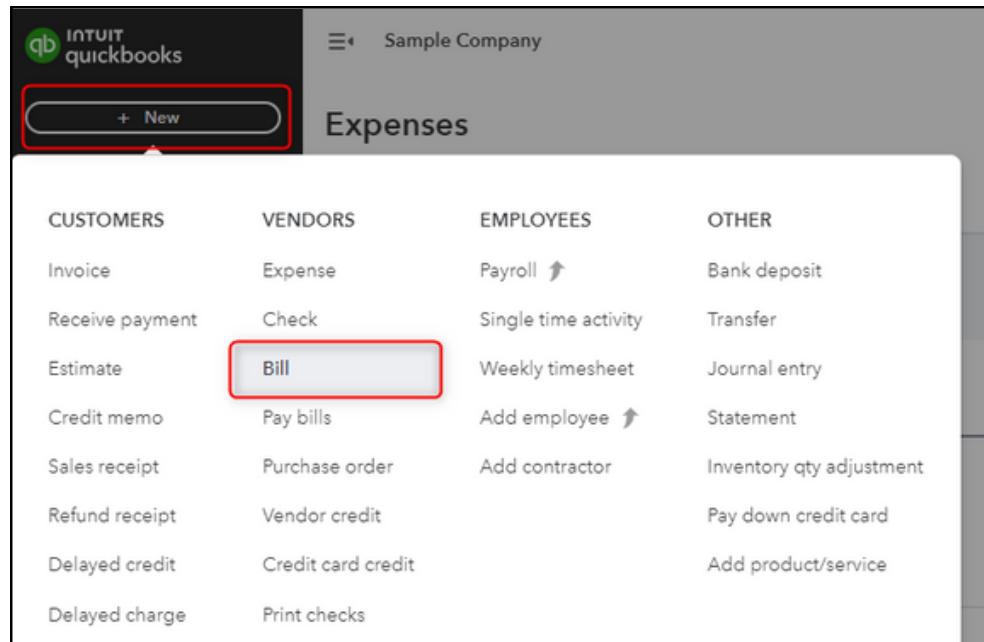 qb INTUIT
quickbooks
Sample Company
+ New
Expenses
CUSTOMERS
Invoice
Receive payment
Estimate
Credit memo
Sales receipt
Refund receipt
Delayed credit
Delayed charge
VENDORS
Expense
Check
Bill
Pay bills
Purchase order
Vendor credit
Credit card credit
Print checks
EMPLOYEES
Payroll
Single time activity
Weekly timesheet
Add employee
Add contractor
OTHER
Bank deposit
Transfer
Journal entry
Statement
Inventory qty adjustment
Pay down credit card
Add product/service